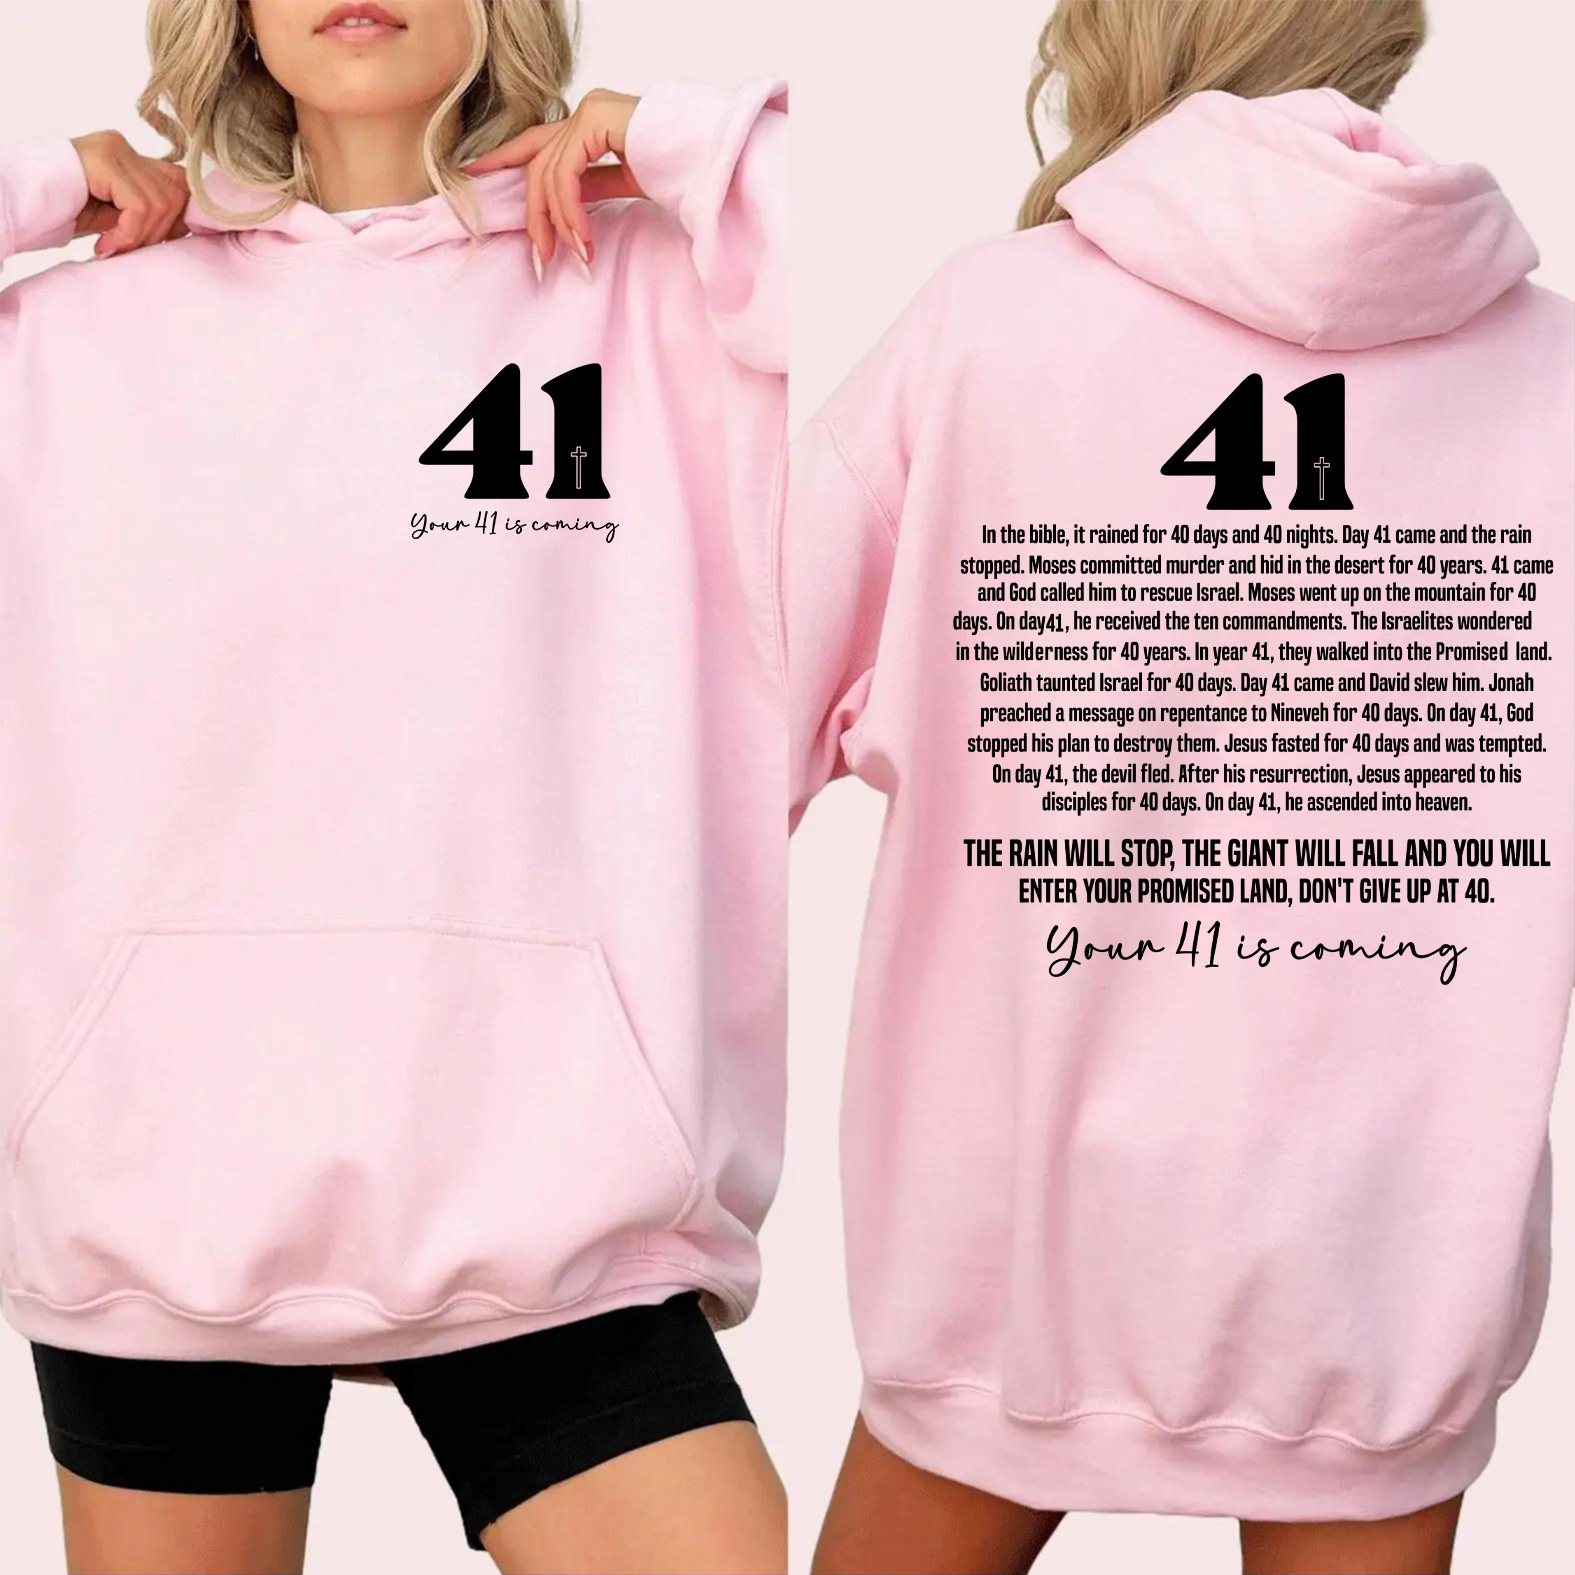 41
Your 41 is coming
41
In the bible, it rained for 40 days and 40 nights. Day 41 came and the rain
stopped. Moses committed murder and hid in the desert for 40 years. 41 came
and God called him to rescue Israel. Moses went up on the mountain for 40
days. On day41, he received the ten commandments. The Israelites wondered
in the wilderness for 40 years. In year 41, they walked into the Promised land.
Goliath taunted Israel for 40 days. Day 41 came and David slew him. Jonah
preached a message on repentance to Nineveh for 40 days. On day 41, God
stopped his plan to destroy them. Jesus fasted for 40 days and was tempted.
On day 41, the devil fled. After his resurrection, Jesus appeared to his
disciples for 40 days. On day 41, he ascended into heaven.
THE RAIN WILL STOP, THE GIANT WILL FALL AND YOU WILL
ENTER YOUR PROMISED LAND, DON'T GIVE UP AT 40.
Your 41 is coming